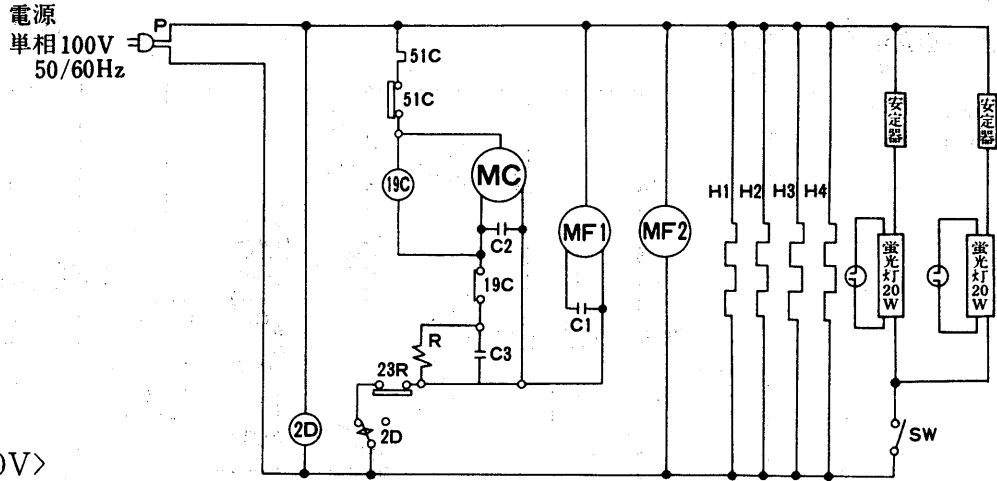 電源
単相100V
50/60Hz
P
51C
51C
19C
MC
C2
19C
R
C3
23R
2D
2D
MF1
C1
MF2
H1
H2
H3
H4
安定器
安定器
蛍光灯20W
蛍光灯20W
SW
0V>